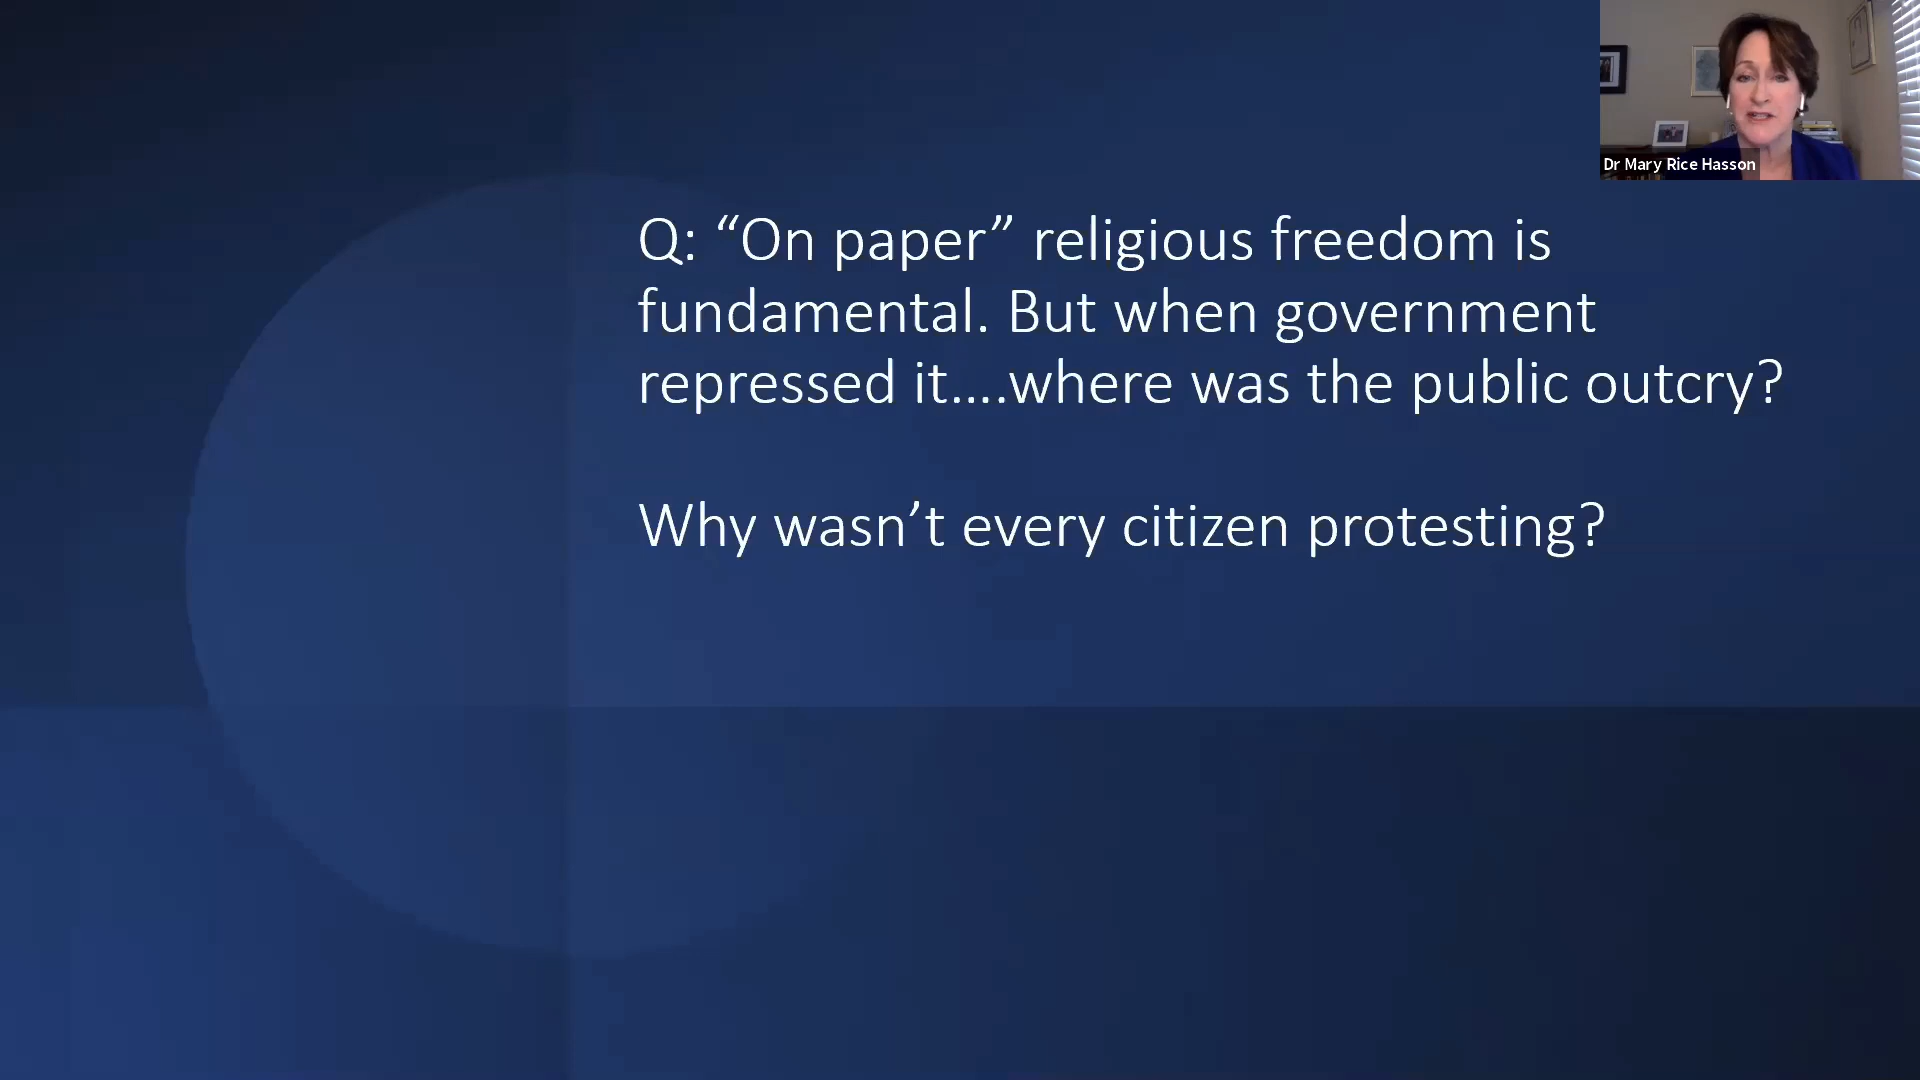 Dr Mary Rice Hasson
Q: “On paper” religious freedom is
fundamental. But when government
repressed it....where was the public outcry?
Why wasn’t every citizen protesting?